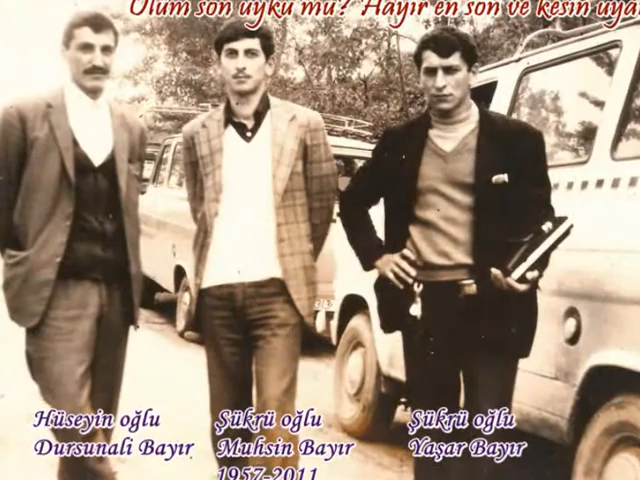 Ölüm son uyku mu? Hayır en son ve kesin
Hüseyin oğlu
Dursunali Bayır
Şükrü oğlu
Muhsin Bayır
1957-2011
Şükrü oğlu
Yaşar Bayır